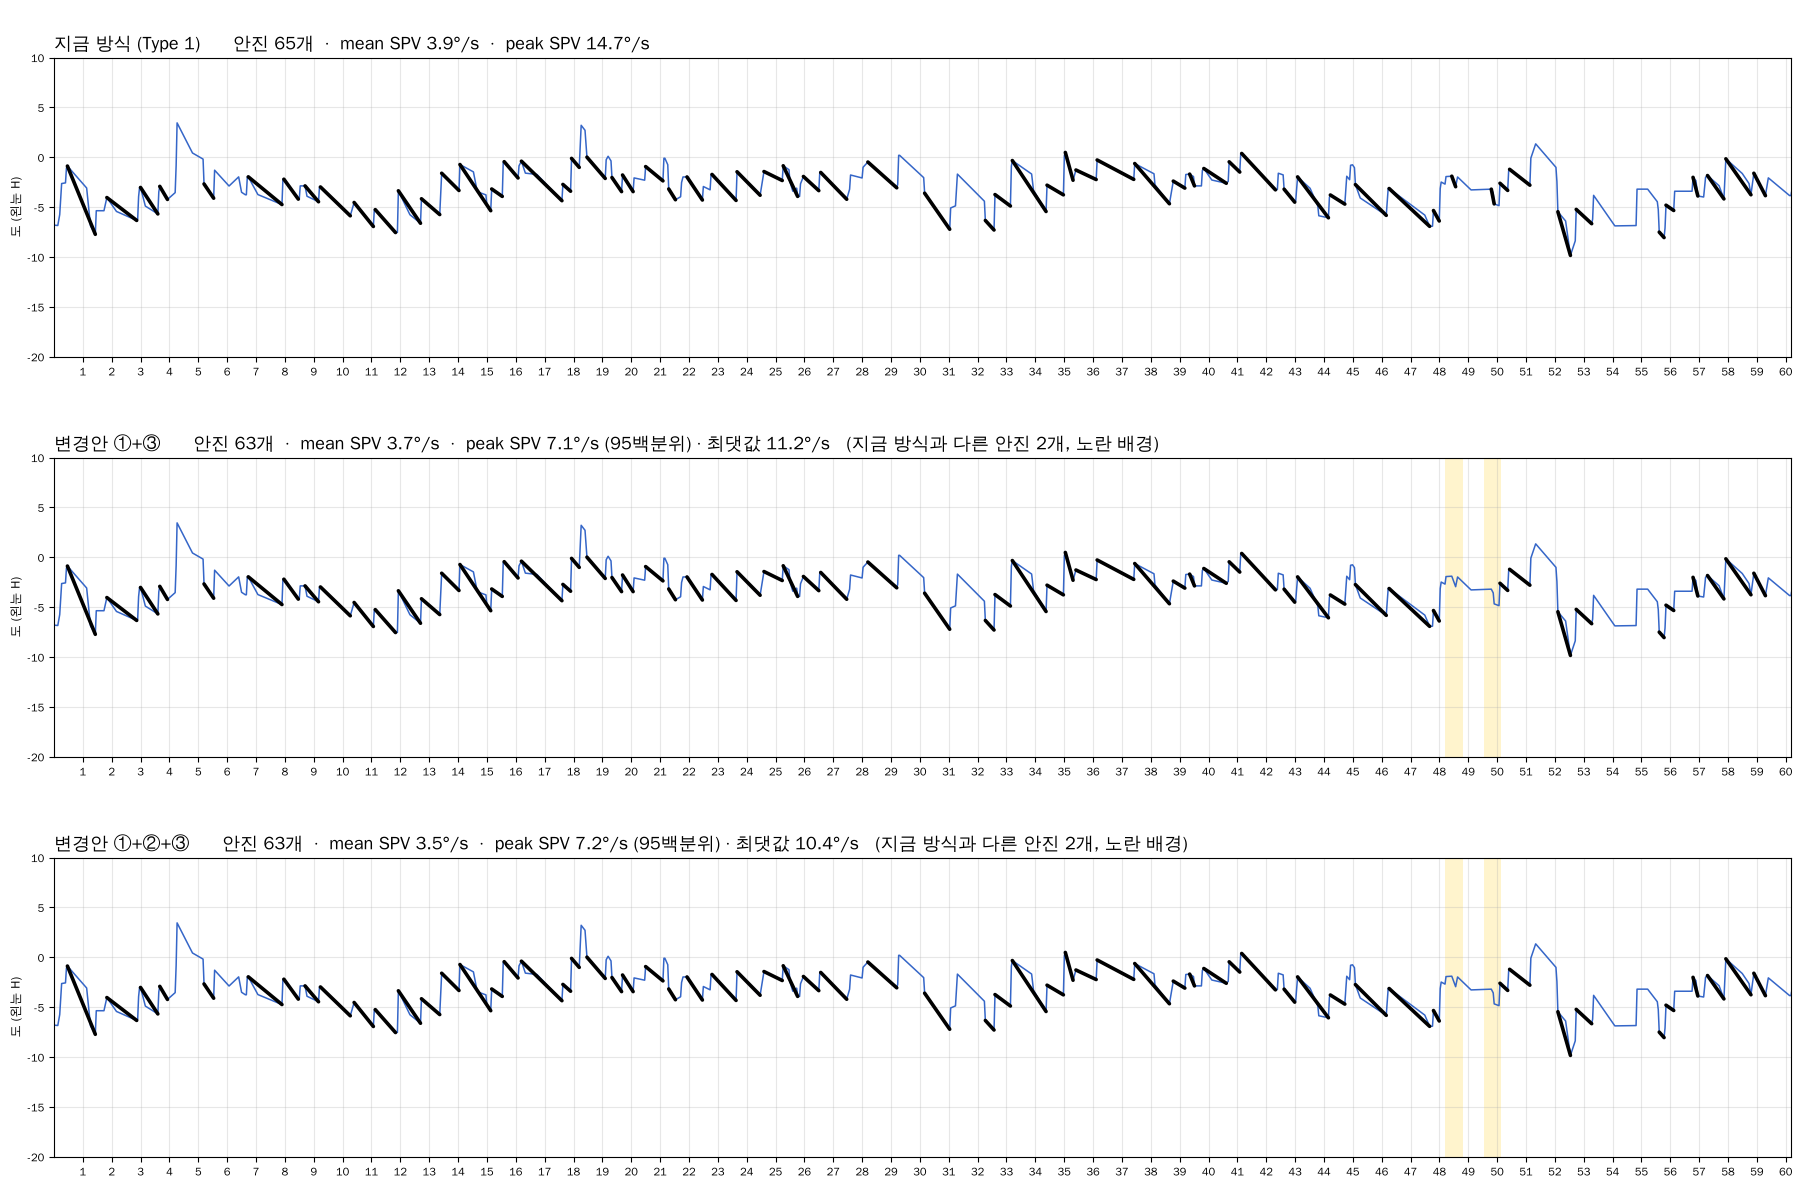 지금 방식 (Type 1) 안진 65개 · mean SPV 3.9°/s · peak SPV 14.7°/s
10
5
0
-5
-10
-15
-20
도 (왼눈 H)
1 2 3 4 5 6 7 8 9 10 11 12 13 14 15 16 17 18 19 20 21 22 23 24 25 26 27 28 29 30 31 32 33 34 35 36 37 38 39 40 41 42 43 44 45 46 47 48 49 50 51 52 53 54 55 56 57 58 59 60
변경안 ①+③ 안진 63개 · mean SPV 3.7°/s · peak SPV 7.1°/s (95백분위) · 최댓값 11.2°/s (지금 방식과 다른 안진 2개, 노란 배경)
10
5
0
-5
-10
-15
-20
도 (왼눈 H)
1 2 3 4 5 6 7 8 9 10 11 12 13 14 15 16 17 18 19 20 21 22 23 24 25 26 27 28 29 30 31 32 33 34 35 36 37 38 39 40 41 42 43 44 45 46 47 48 49 50 51 52 53 54 55 56 57 58 59 60
변경안 ①+②+③ 안진 63개 · mean SPV 3.5°/s · peak SPV 7.2°/s (95백분위) · 최댓값 10.4°/s (지금 방식과 다른 안진 2개, 노란 배경)
10
5
0
-5
-10
-15
-20
도 (왼눈 H)
1 2 3 4 5 6 7 8 9 10 11 12 13 14 15 16 17 18 19 20 21 22 23 24 25 26 27 28 29 30 31 32 33 34 35 36 37 38 39 40 41 42 43 44 45 46 47 48 49 50 51 52 53 54 55 56 57 58 59 60